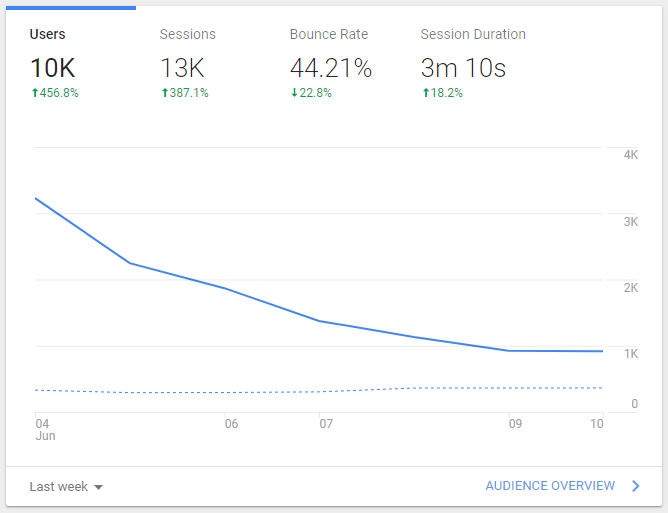 Users Sessions Bounce Rate Session Duration
10K 13K 44.21% 3m 10s
↑456.8% ↑387.1% ↓22.8% ↑18.2%
4K
3K
2K
1K
0
04 06 07 09 10
Jun
Last week AUDIENCE OVERVIEW